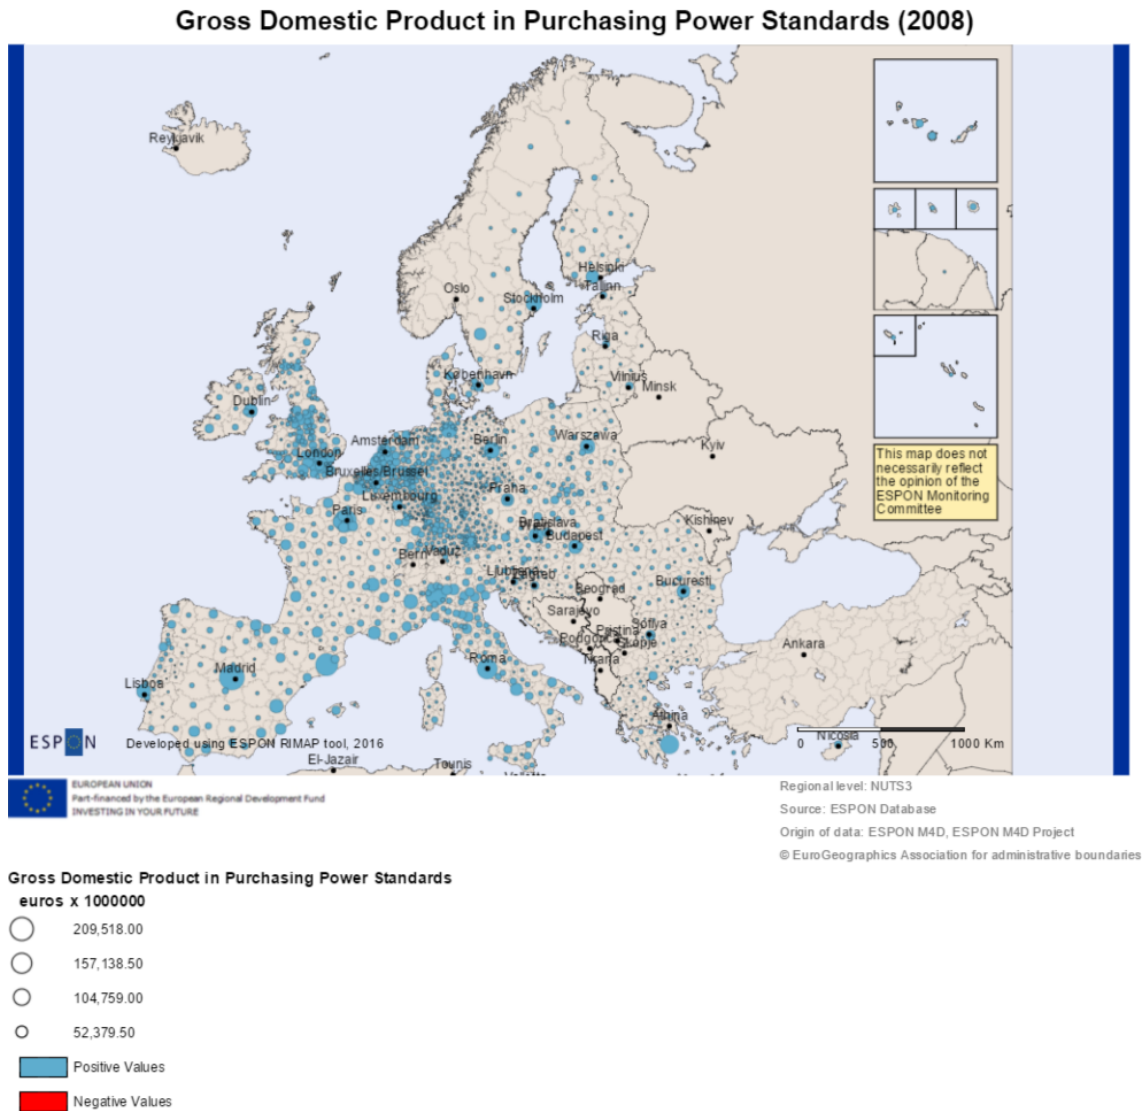 Gross Domestic Product in Purchasing Power Standards (2008)
Reykjavik
Helsinki
Tallinn
Oslo
Stockholm
Riga
København
Vilnius
Minsk
Dublin
Amsterdam
Berlin
Warszawa
London
Kyiv
Bruxelles/Brussel
Luxembourg
Praha
Paris
Bratislava
Kishinev
Budapest
Bern
Vaduz
Ljubljana
Zagreb
Beograd
Bucuresti
Sarajevo
Pristina
Sofiya
Podgorica
Skopje
Ankara
Roma
Tirana
Madrid
Lisboa
Athina
Nicosia
El-Jazair
Tounis
Valletta
This map does not
necessarily reflect
the opinion of the
ESPON Monitoring
Committee
0 500 1000 Km
ESPON
Developed using ESPON RIMAP tool, 2016
EUROPEAN UNION
Part-financed by the European Regional Development Fund
INVESTING IN YOUR FUTURE
Regional level: NUTS3
Source: ESPON Database
Origin of data: ESPON M4D, ESPON M4D Project
© EuroGeographics Association for administrative boundaries
Gross Domestic Product in Purchasing Power Standards
euros x 1000000
209,518.00
157,138.50
104,759.00
52,379.50
Positive Values
Negative Values